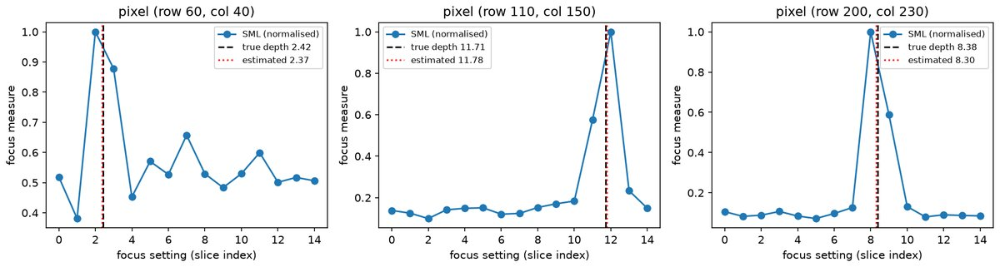 pixel (row 60, col 40)
1.0
0.9
0.8
0.7
0.6
0.5
0.4
focus measure
SML (normalised)
true depth 2.42
estimated 2.37
0 2 4 6 8 10 12 14
focus setting (slice index)
pixel (row 110, col 150)
1.0
0.8
0.6
0.4
0.2
focus measure
SML (normalised)
true depth 11.71
estimated 11.78
0 2 4 6 8 10 12 14
focus setting (slice index)
pixel (row 200, col 230)
1.0
0.8
0.6
0.4
0.2
focus measure
SML (normalised)
true depth 8.38
estimated 8.30
0 2 4 6 8 10 12 14
focus setting (slice index)